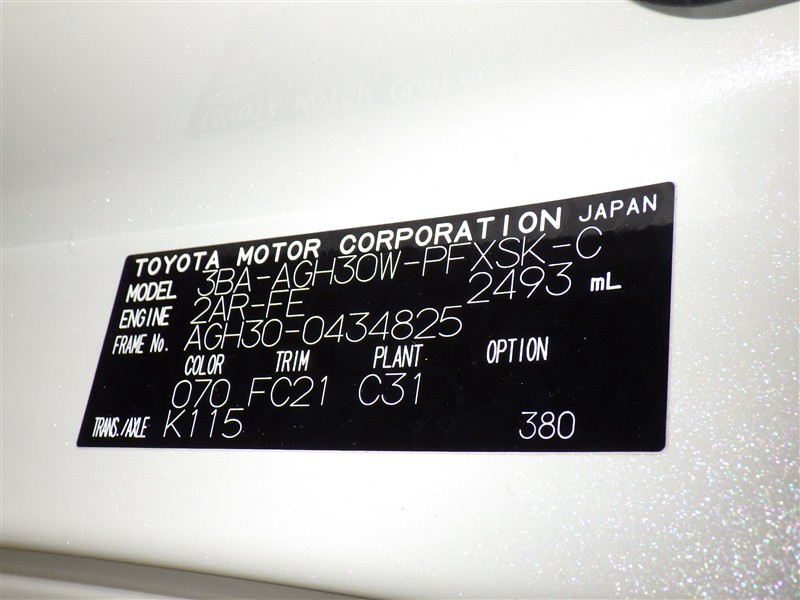 TOYOTA MOTOR CORPORATION JAPAN
MODEL 3BA-AGH30W-PFXSK-C
ENGINE 2AR-FE 2493 mL
FRAME No. AGH30-0434825
COLOR TRIM PLANT OPTION
070 FC21 C31
TRANS./AXLE K115 380